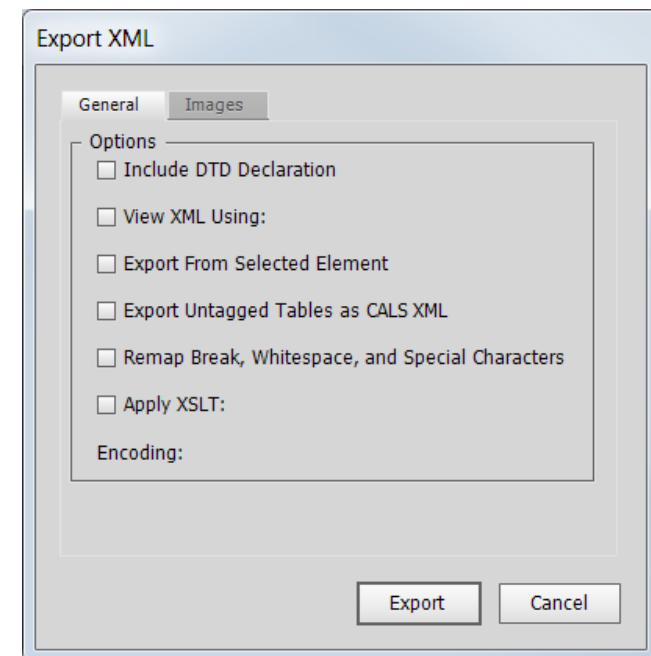 Export XML
General Images
Options
Include DTD Declaration
View XML Using:
Export From Selected Element
Export Untagged Tables as CALS XML
Remap Break, Whitespace, and Special Characters
Apply XSLT:
Encoding:
Export Cancel